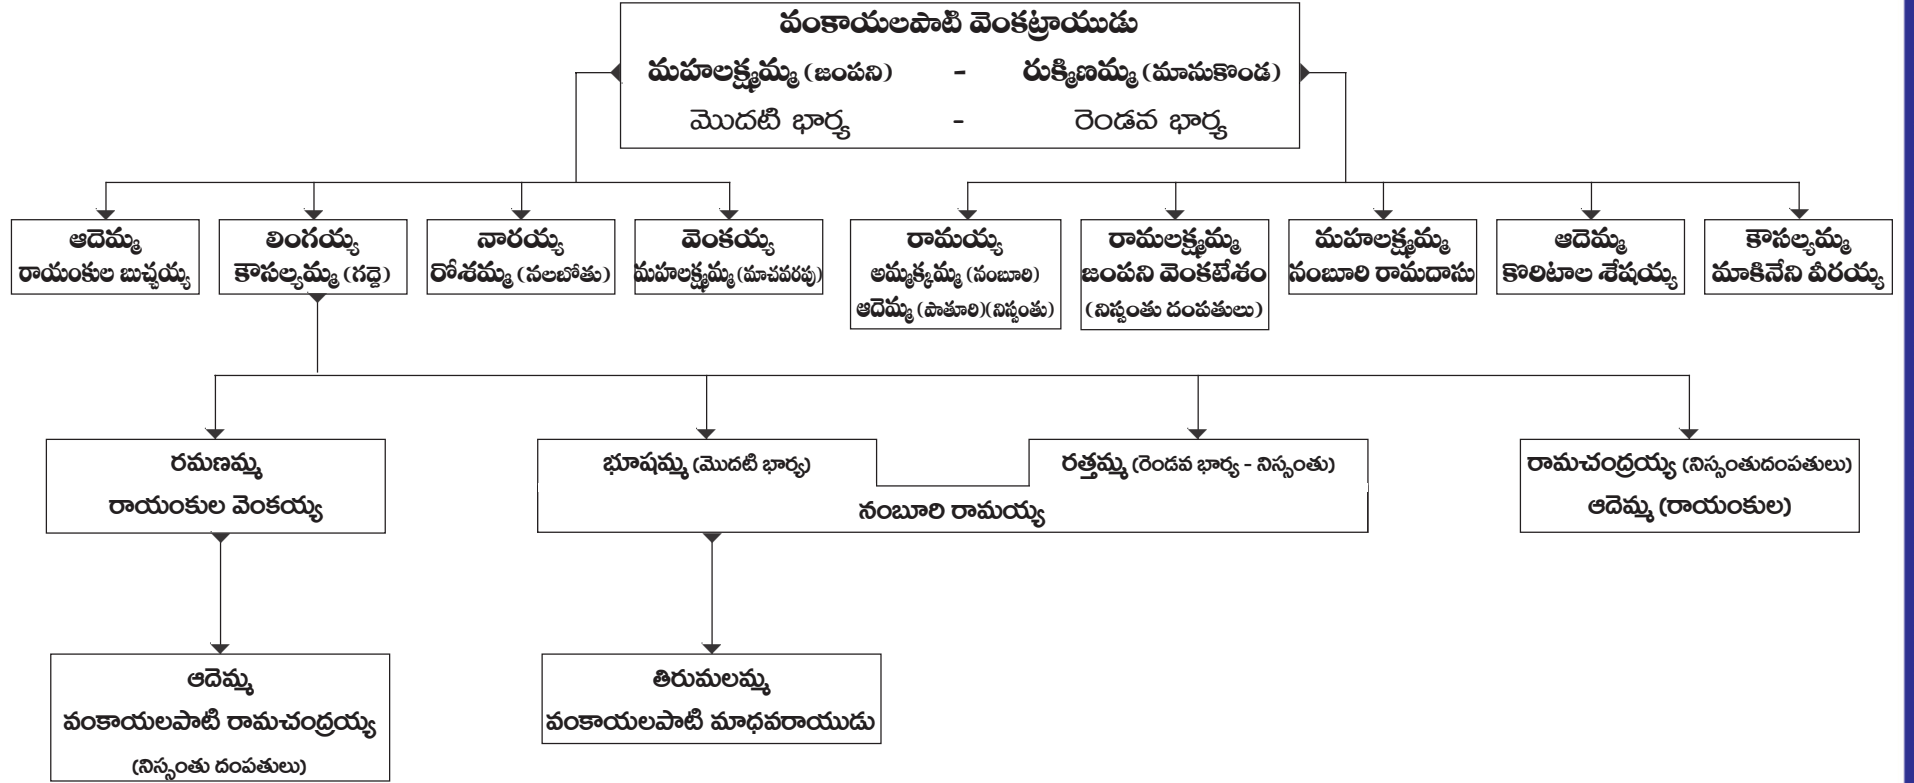 వంకాయలపాటి వెంకట్రాయుడు
మహలక్ష్మమ్మ (జంపని) - రుక్మిణమ్మ (మానుకొండ)
మొదటి భార్య - రెండవ భార్య
ఆదెమ్మ
రాయంకుల బుచ్చయ్య
లింగయ్య
కౌసల్యమ్మ (గద్దె)
నారయ్య
రోశమ్మ (నలబోతు)
వెంకయ్య
మహలక్ష్మమ్మ (మాచవరపు)
రామయ్య
అమ్మక్కమ్మ (నంబూరి)
ఆదెమ్మ (పాతూరి)(నిస్సంతు)
రామలక్ష్మమ్మ
జంపని వెంకటేశం
(నిస్సంతు దంపతులు)
మహలక్ష్మమ్మ
నంబూరి రామదాసు
ఆదెమ్మ
కొరిటాల శేషయ్య
కౌసల్యమ్మ
మాకినేని వీరయ్య
రమణమ్మ
రాయంకుల వెంకయ్య
భూషమ్మ (మొదటి భార్య)
రత్తమ్మ (రెండవ భార్య - నిస్సంతు)
నంబూరి రామయ్య
రామచంద్రయ్య (నిస్సంతుదంపతులు)
ఆదెమ్మ (రాయంకుల)
ఆదెమ్మ
వంకాయలపాటి రామచంద్రయ్య
(నిస్సంతు దంపతులు)
తిరుమలమ్మ
వంకాయలపాటి మాధవరాయుడు